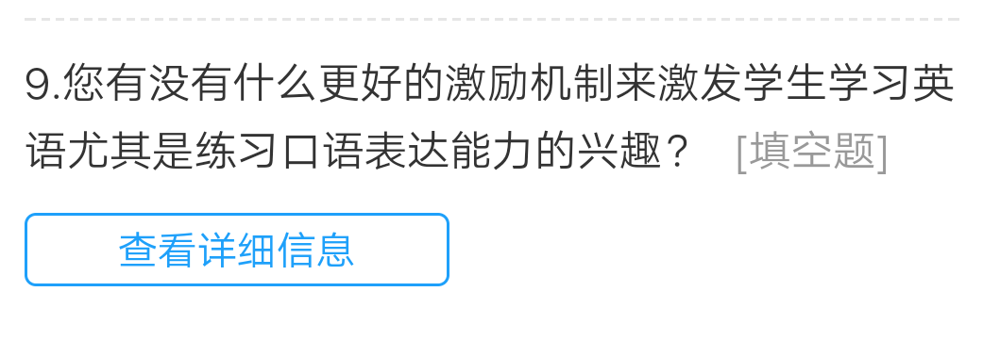 9.您有没有什么更好的激励机制来激发学生学习英
语尤其是练习口语表达能力的兴趣？ [填空题]
查看详细信息